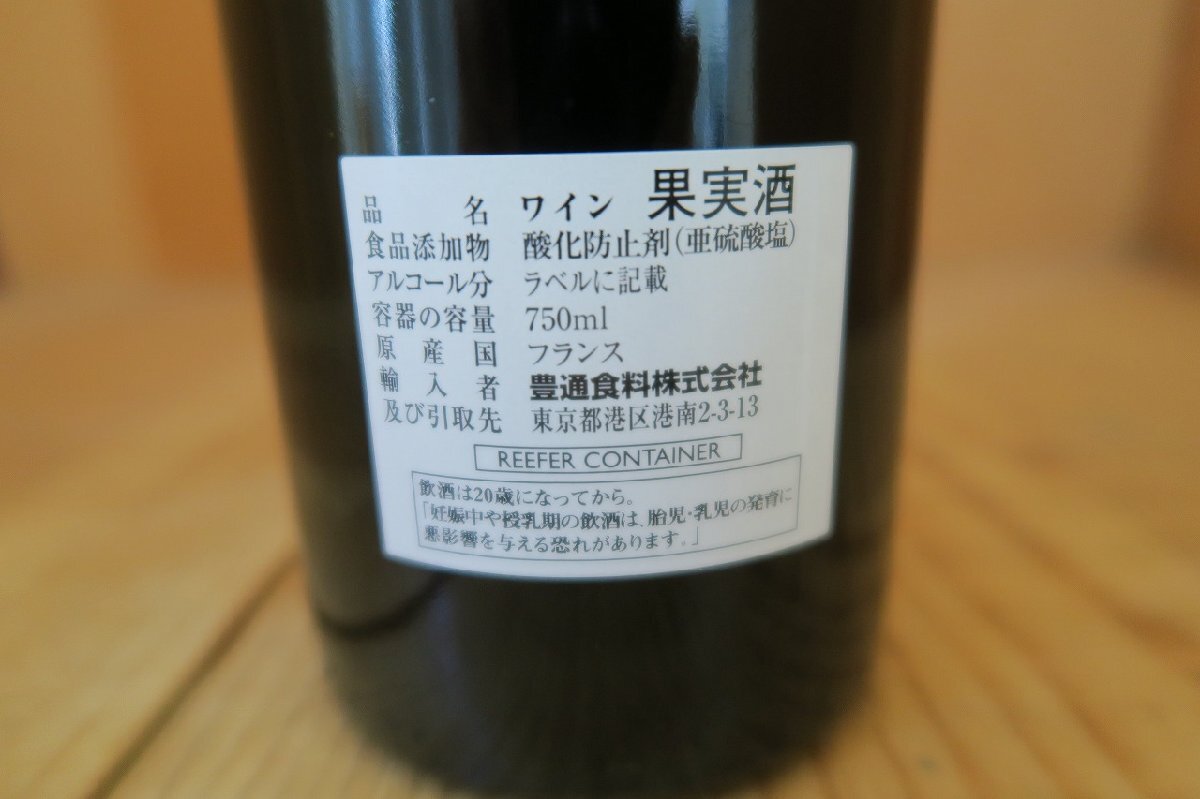 品名 ワイン 果実酒
食品添加物 酸化防止剤(亜硫酸塩)
アルコール分 ラベルに記載
容器の容量 750ml
原産国 フランス
輸入者 豊通食料株式会社
及び引取先 東京都港区港南2-3-13
REEFER CONTAINER
飲酒は20歳になってから。
「妊娠中や授乳期の飲酒は、胎児・乳児の発育に
悪影響を与える恐れがあります。」